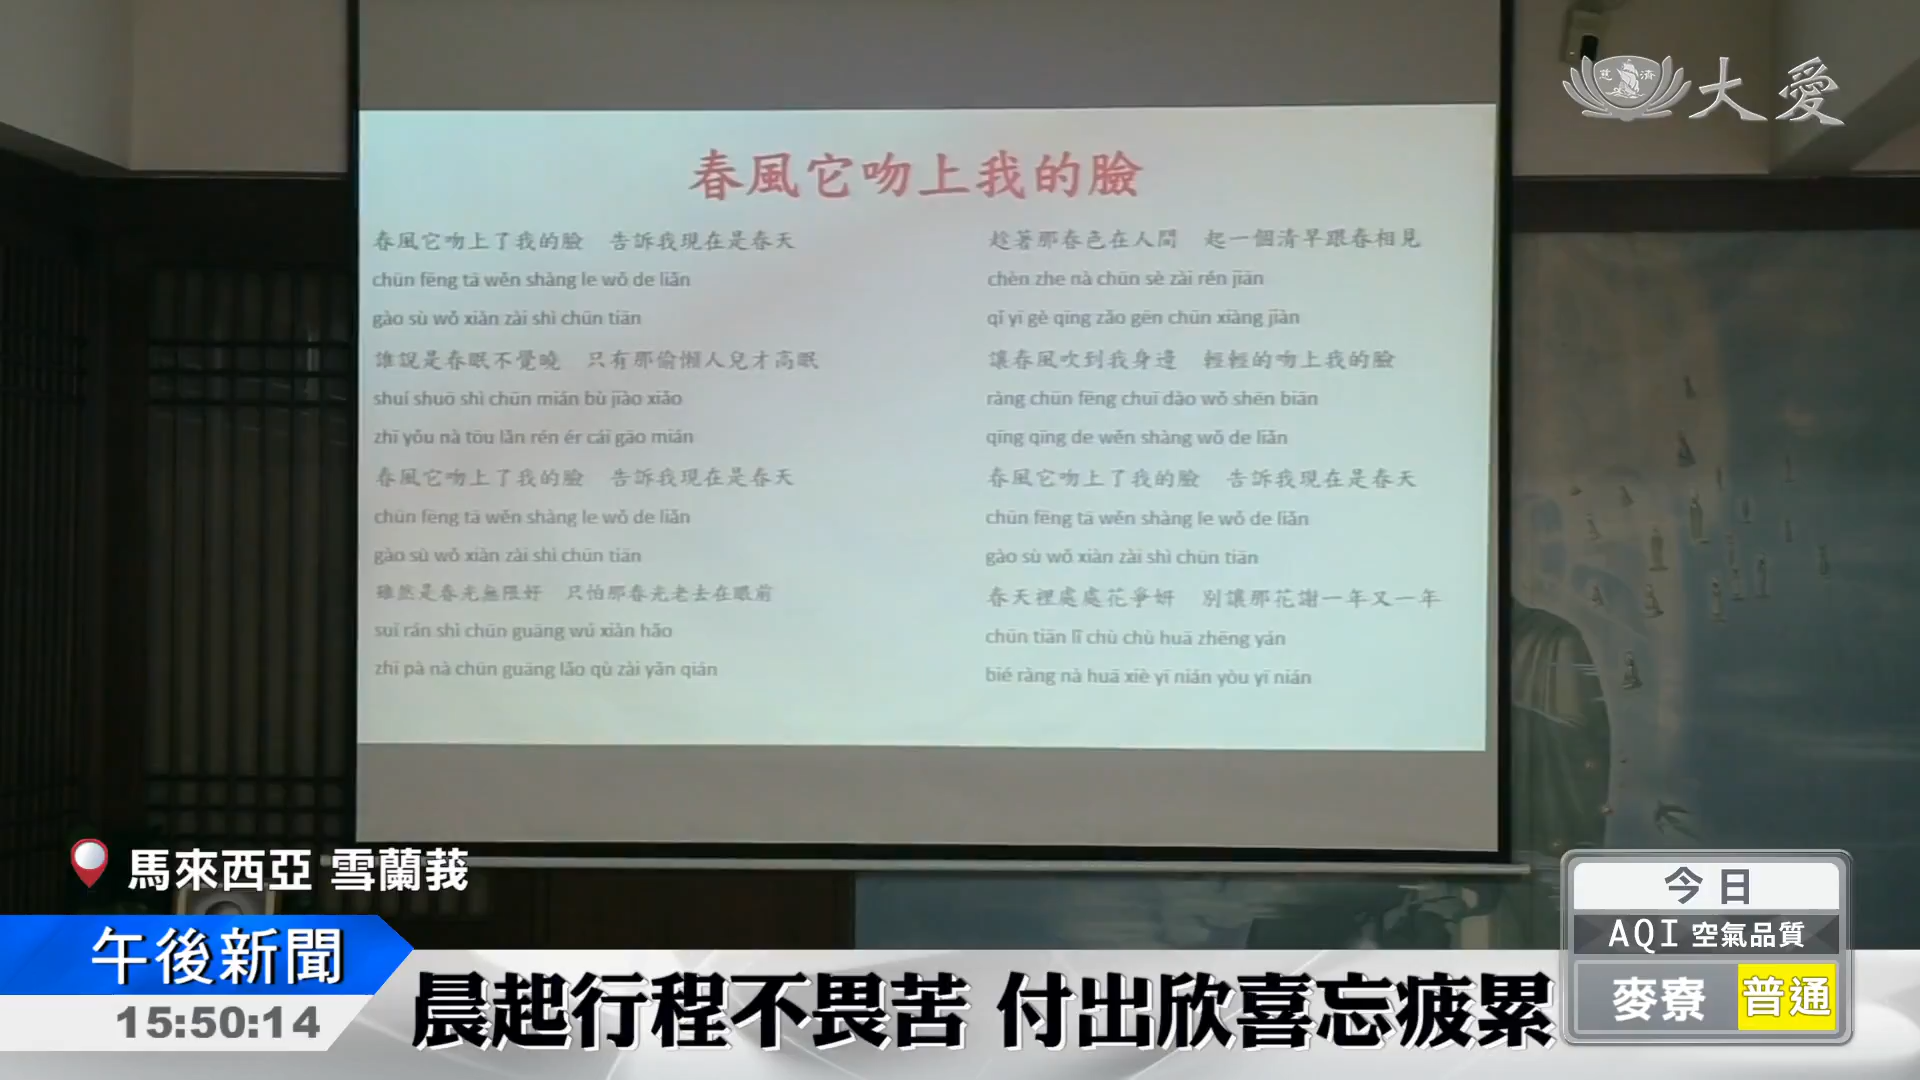 慈濟
大愛
春風它吻上我的臉
春風它吻上了我的臉 告訴我現在是春天
chūn fēng tā wěn shàng le wǒ de liǎn
gào sù wǒ xiàn zài shì chūn tiān
誰說是春眠不覺曉 只有那偷懶人兒才高眠
shuí shuō shì chūn mián bù jiào xiǎo
zhī yǒu nà tōu lǎn rén ér cái gāo mián
春風它吻上了我的臉 告訴我現在是春天
chūn fēng tā wěn shàng le wǒ de liǎn
gào sù wǒ xiàn zài shì chūn tiān
雖然是春光無限好 只怕那春光老去在眼前
suī rán shì chūn guāng wú xiàn hǎo
zhī pà nà chūn guāng lǎo qù zài yǎn qián
趁著那春色在人間 起一個清早跟春相見
chèn zhe nà chūn sè zài rén jiān
qǐ yī gè qīng zǎo gēn chūn xiāng jiàn
讓春風吹到我身邊 輕輕的吻上我的臉
ràng chūn fēng chuī dào wǒ shēn biān
qīng qīng de wěn shàng wǒ de liǎn
春風它吻上了我的臉 告訴我現在是春天
chūn fēng tā wěn shàng le wǒ de liǎn
gào sù wǒ xiàn zài shì chūn tiān
春天裡處處花爭妍 別讓那花謝一年又一年
chūn tiān lǐ chù chù huā zhēng yán
bié ràng nà huā xiè yī nián yòu yī nián
馬來西亞 雪蘭莪
午後新聞
15:50:14
晨起行程不畏苦 付出欣喜忘疲累
今日
AQI 空氣品質
麥寮 普通